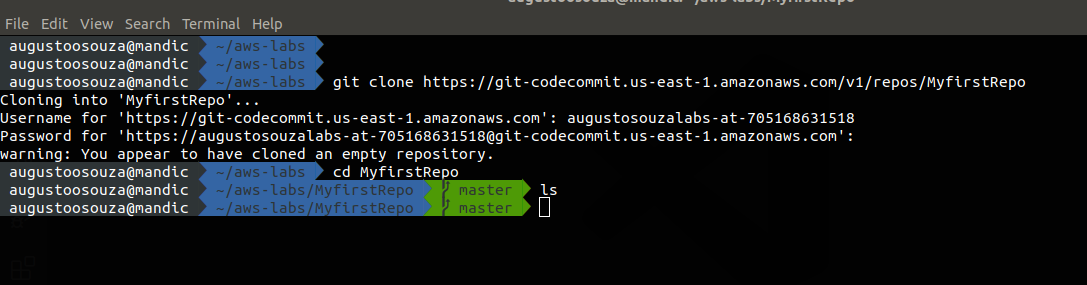 augustoosouza@mandic: ~/aws-labs/MyfirstRepo
File Edit View Search Terminal Help
augustoosouza@mandic ~/aws-labs
augustoosouza@mandic ~/aws-labs
augustoosouza@mandic ~/aws-labs git clone https://git-codecommit.us-east-1.amazonaws.com/v1/repos/MyfirstRepo
Cloning into 'MyfirstRepo'...
Username for 'https://git-codecommit.us-east-1.amazonaws.com': augustosouzalabs-at-705168631518
Password for 'https://augustosouzalabs-at-705168631518@git-codecommit.us-east-1.amazonaws.com':
warning: You appear to have cloned an empty repository.
augustoosouza@mandic ~/aws-labs cd MyfirstRepo
augustoosouza@mandic ~/aws-labs/MyfirstRepo master ls
augustoosouza@mandic ~/aws-labs/MyfirstRepo master